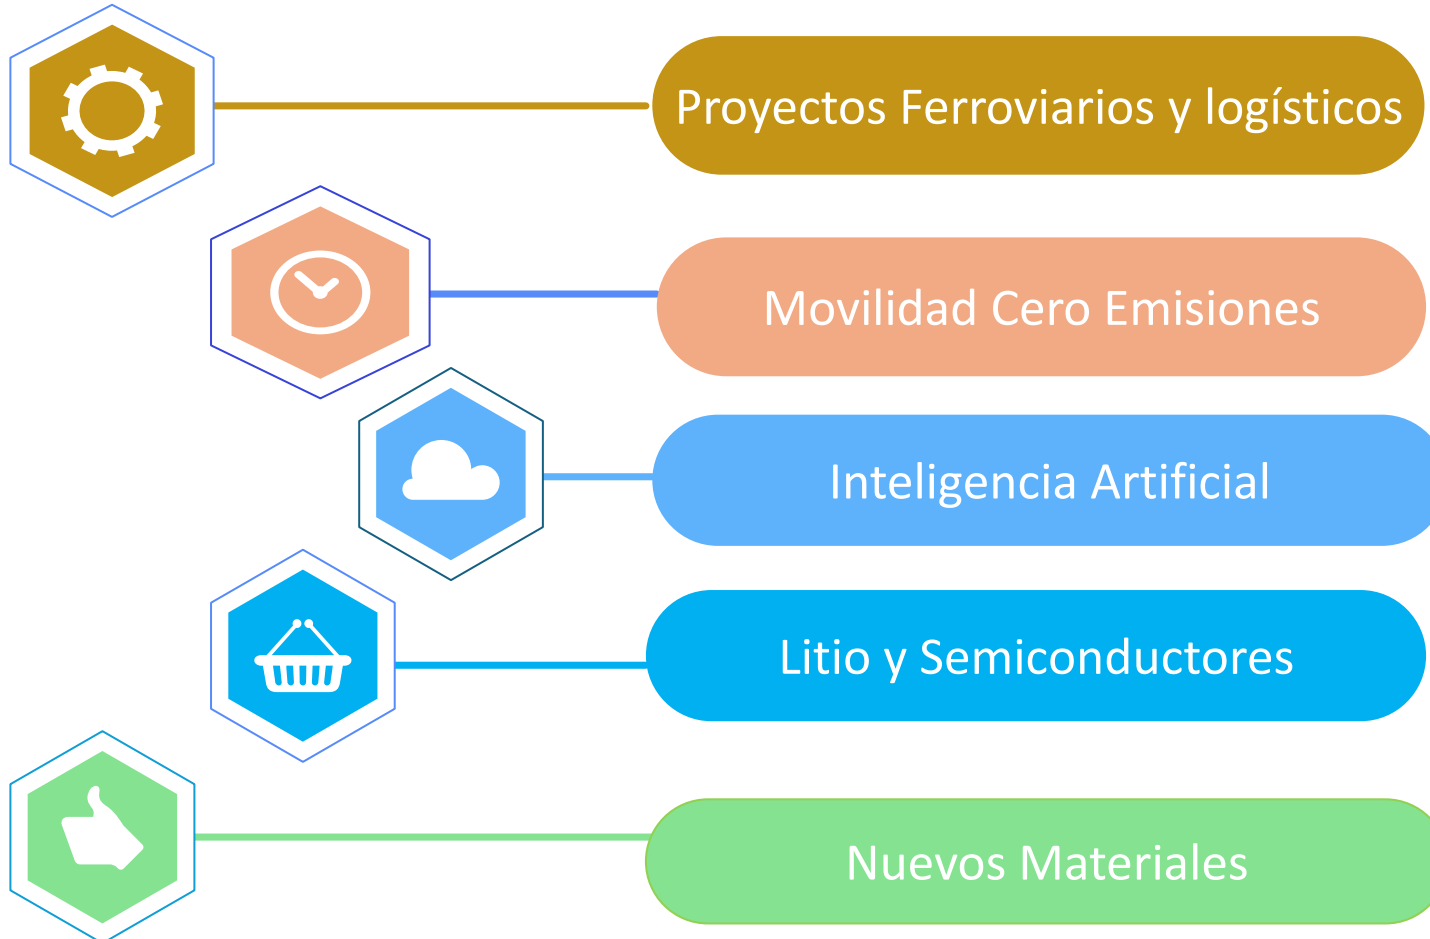 Proyectos Ferroviarios y logísticos
Movilidad Cero Emisiones
Inteligencia Artificial
Litio y Semiconductores
Nuevos Materiales